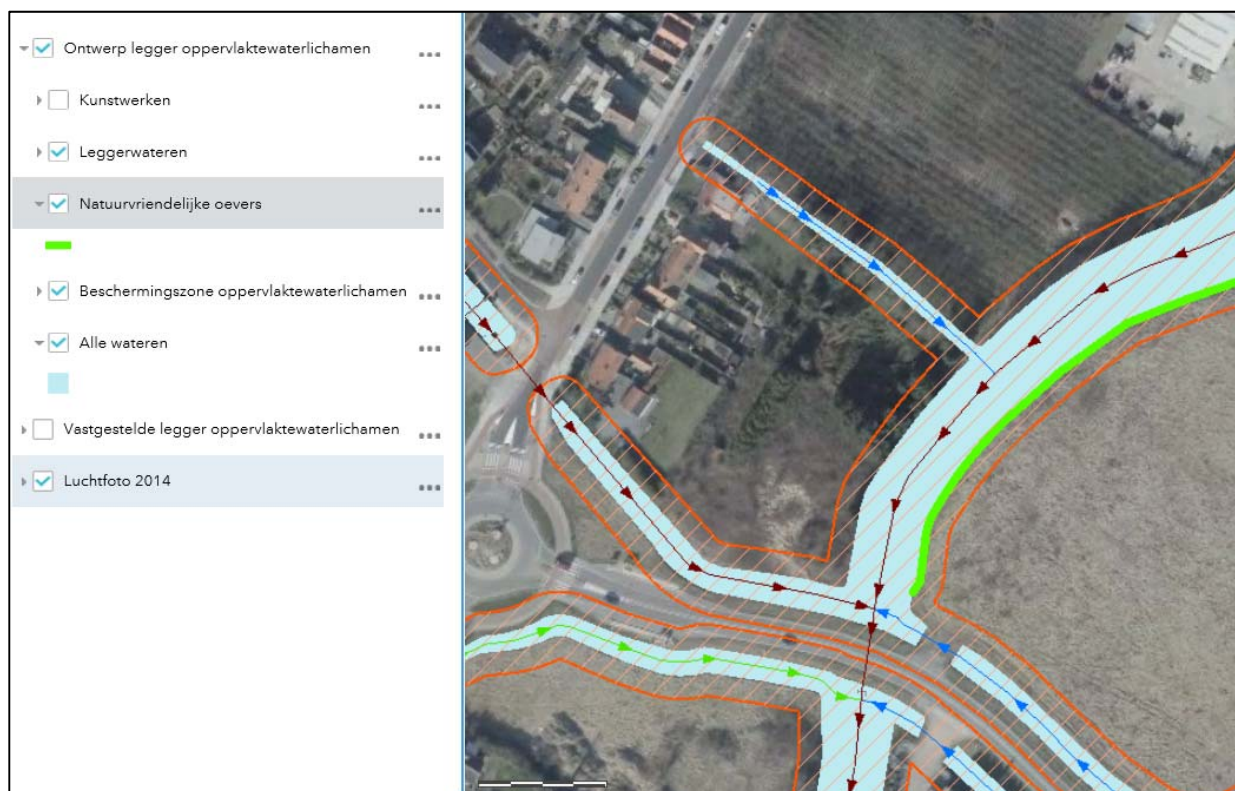 Ontwerp legger oppervlaktewaterlichamen
Kunstwerken
Leggerwateren
Natuurvriendelijke oevers
Beschermingszone oppervlaktewaterlichamen
Alle wateren
Vastgestelde legger oppervlaktewaterlichamen
Luchtfoto 2014